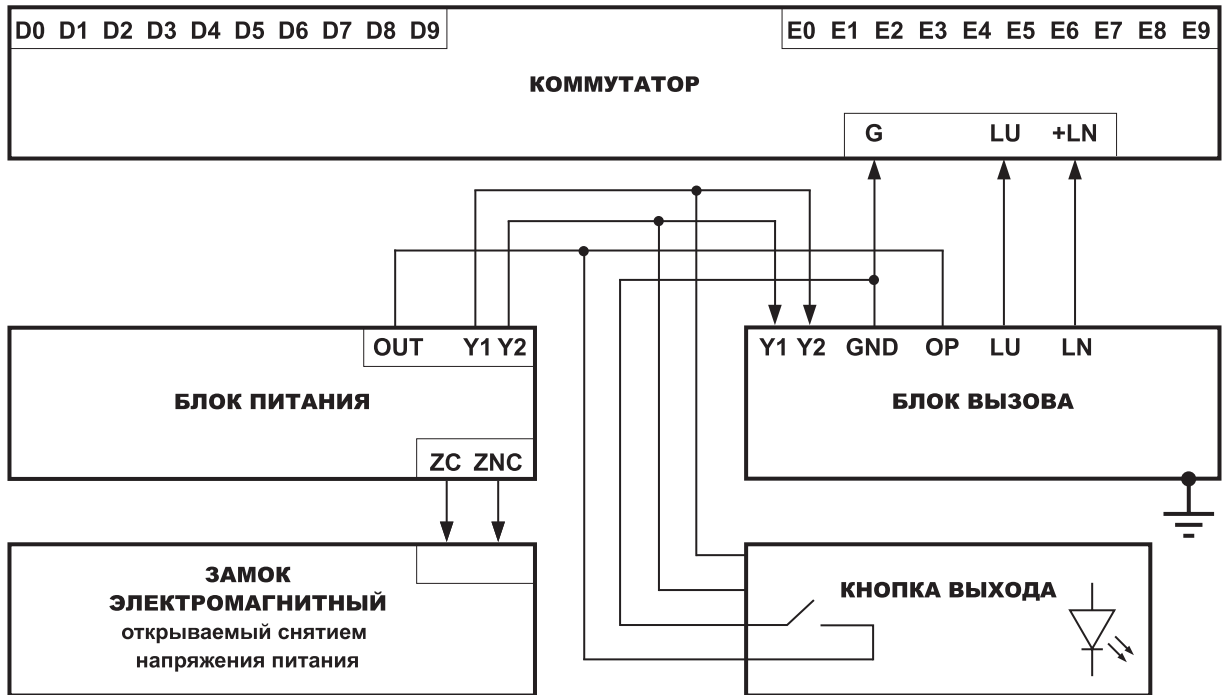 D0 D1 D2 D3 D4 D5 D6 D7 D8 D9
E0 E1 E2 E3 E4 E5 E6 E7 E8 E9
КОММУТАТОР
G LU +LN
OUT Y1 Y2
БЛОК ПИТАНИЯ
ZC ZNC
Y1 Y2 GND OP LU LN
БЛОК ВЫЗОВА
ЗАМОК
ЭЛЕКТРОМАГНИТНЫЙ
открываемый снятием
напряжения питания
КНОПКА ВЫХОДА